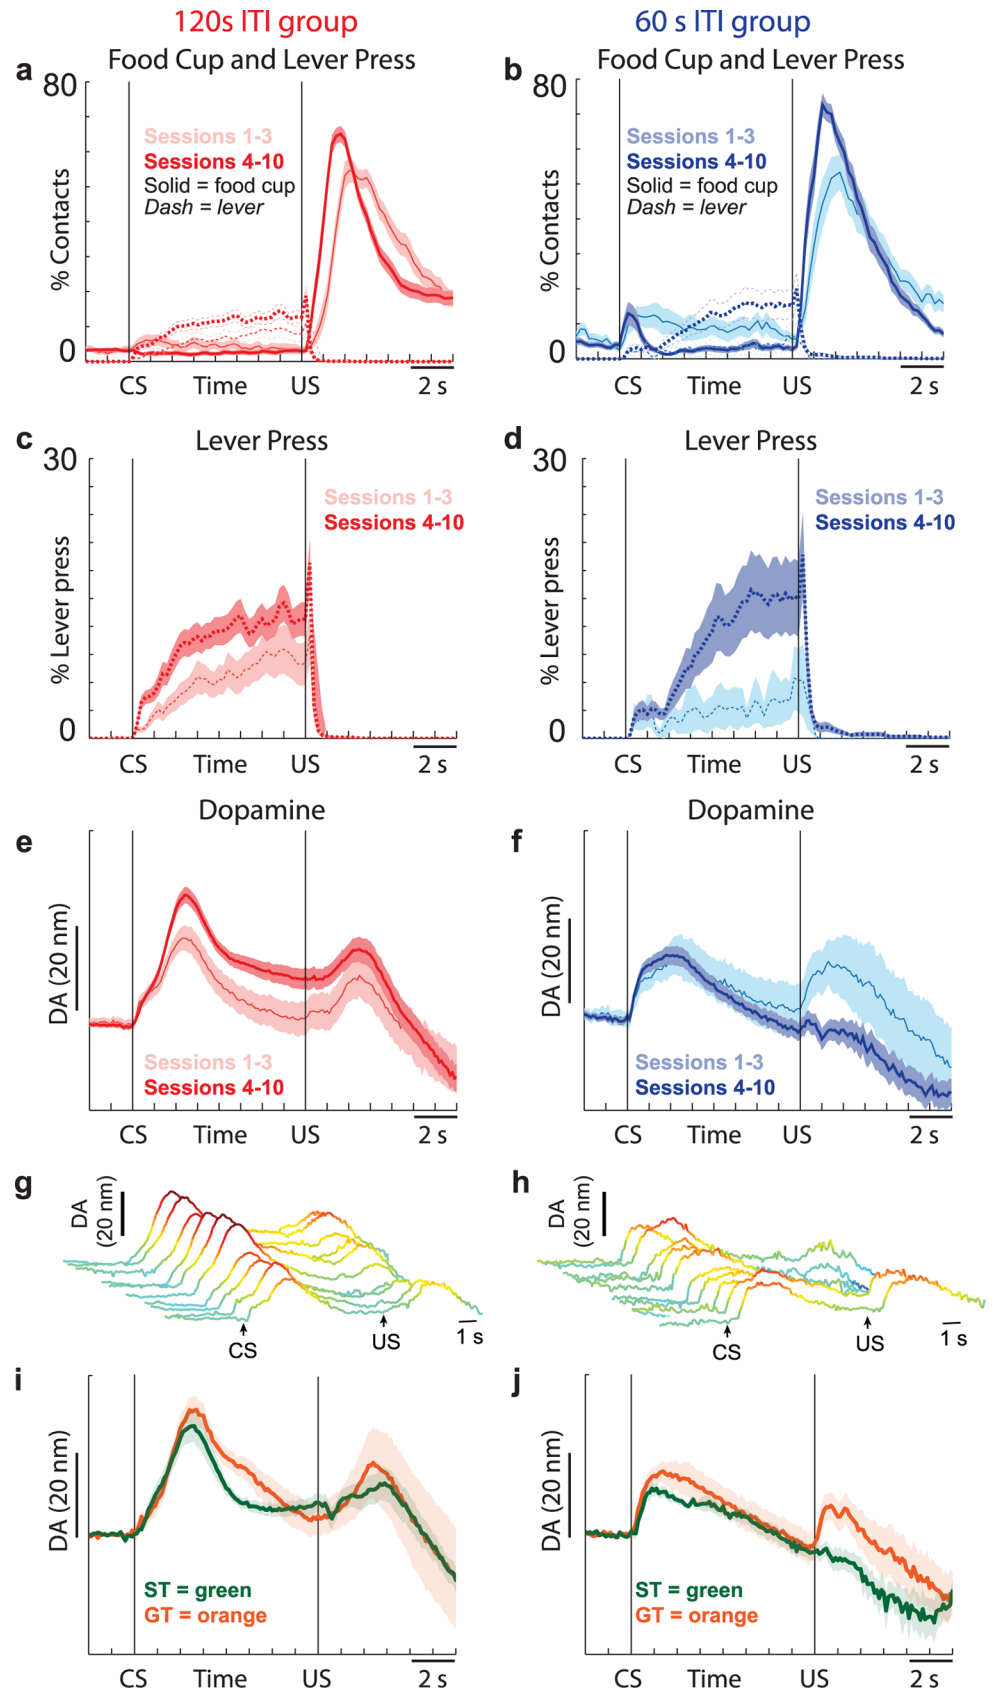 120s ITI group
60 s ITI group
a
Food Cup and Lever Press
80
% Contacts
0
Sessions 1-3
Sessions 4-10
Solid = food cup
Dash = lever
CS
Time
US
2 s
b
Food Cup and Lever Press
80
% Contacts
0
Sessions 1-3
Sessions 4-10
Solid = food cup
Dash = lever
CS
Time
US
2 s
c
Lever Press
30
% Lever press
0
Sessions 1-3
Sessions 4-10
CS
Time
US
2 s
d
Lever Press
30
% Lever press
0
Sessions 1-3
Sessions 4-10
CS
Time
US
2 s
e
Dopamine
DA (20 nm)
Sessions 1-3
Sessions 4-10
CS
Time
US
2 s
f
Dopamine
DA (20 nm)
Sessions 1-3
Sessions 4-10
CS
Time
US
2 s
g
DA
(20 nm)
CS
US
1 s
h
DA
(20 nm)
CS
US
1 s
i
DA (20 nm)
ST = green
GT = orange
CS
Time
US
2 s
j
DA (20 nm)
ST = green
GT = orange
CS
Time
US
2 s